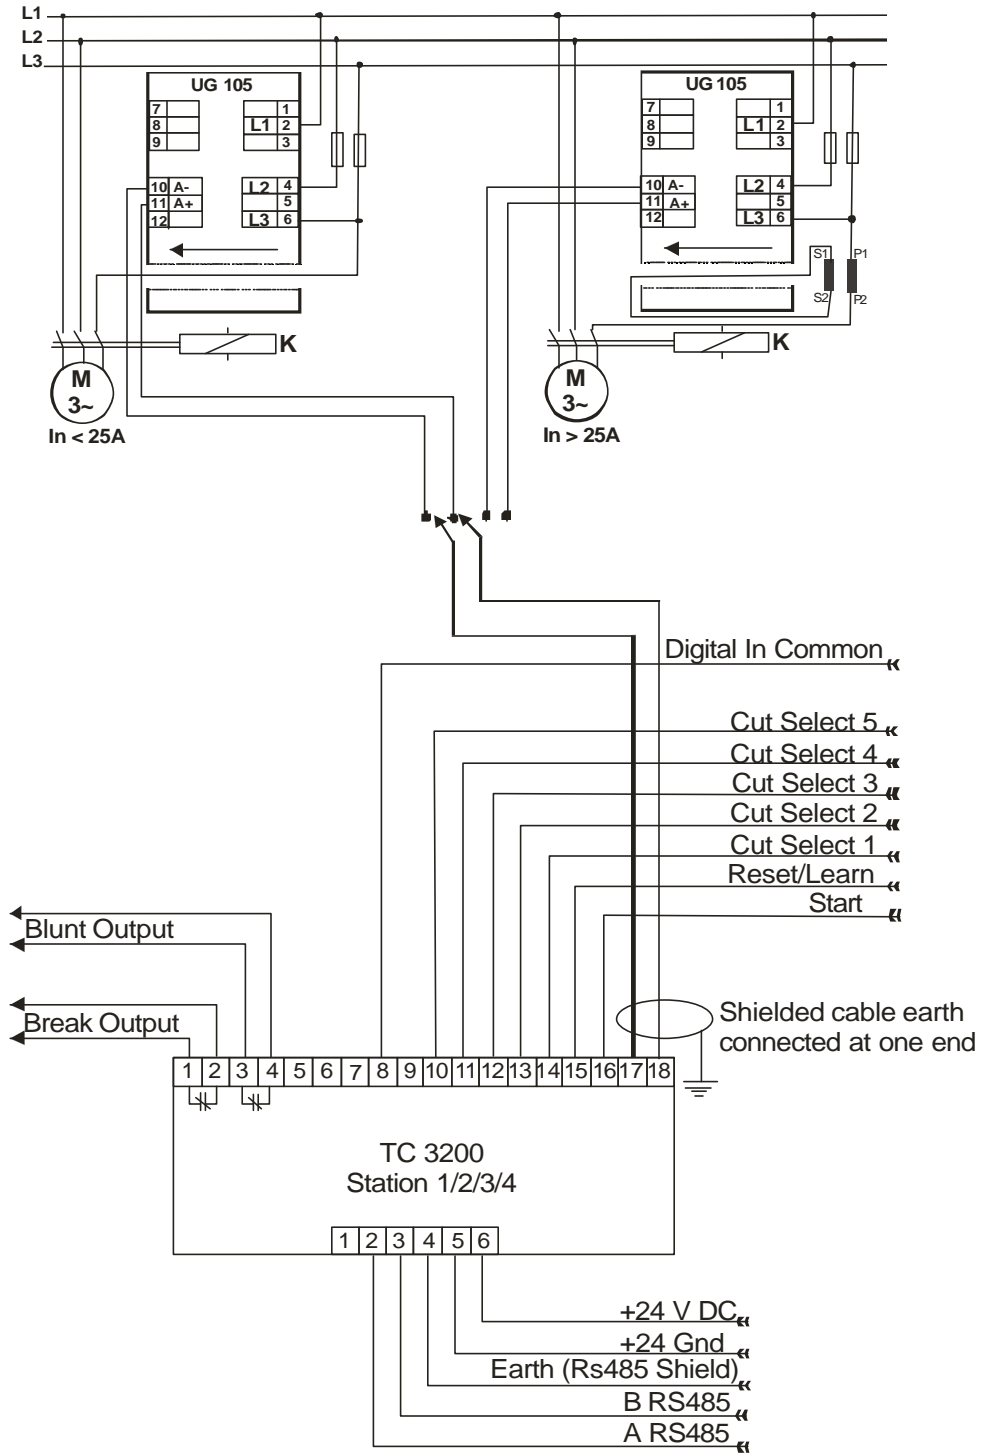 L1
L2
L3
UG 105
7
8
9
L1
1
2
3
10 A-
11 A+
12
L2
L3
4
5
6
K
M
3~
In < 25A
UG 105
7
8
9
L1
1
2
3
10 A-
11 A+
12
L2
L3
4
5
6
S1
P1
S2
P2
K
M
3~
In > 25A
Digital In Common
Cut Select 5
Cut Select 4
Cut Select 3
Cut Select 2
Cut Select 1
Reset/Learn
Start
Blunt Output
Break Output
Shielded cable earth
connected at one end
1 2 3 4 5 6 7 8 9 10 11 12 13 14 15 16 17 18
TC 3200
Station 1/2/3/4
1 2 3 4 5 6
+24 V DC
+24 Gnd
Earth (Rs485 Shield)
B RS485
A RS485